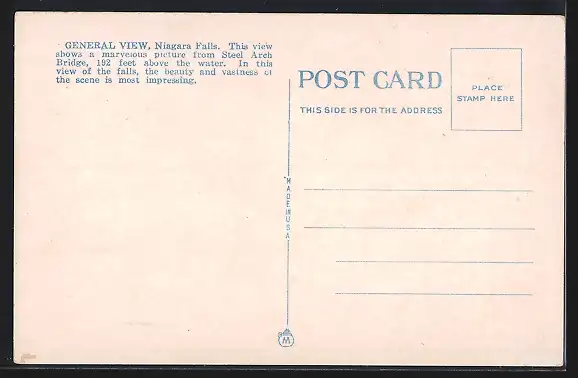 GENERAL VIEW, Niagara Falls. This view
shows a marvelous picture from Steel Arch
Bridge, 192 feet above the water. In this
view of the falls, the beauty and vastness of
the scene is most impressing.
POST CARD
THIS SIDE IS FOR THE ADDRESS
PLACE
STAMP HERE
MADE IN USA
M